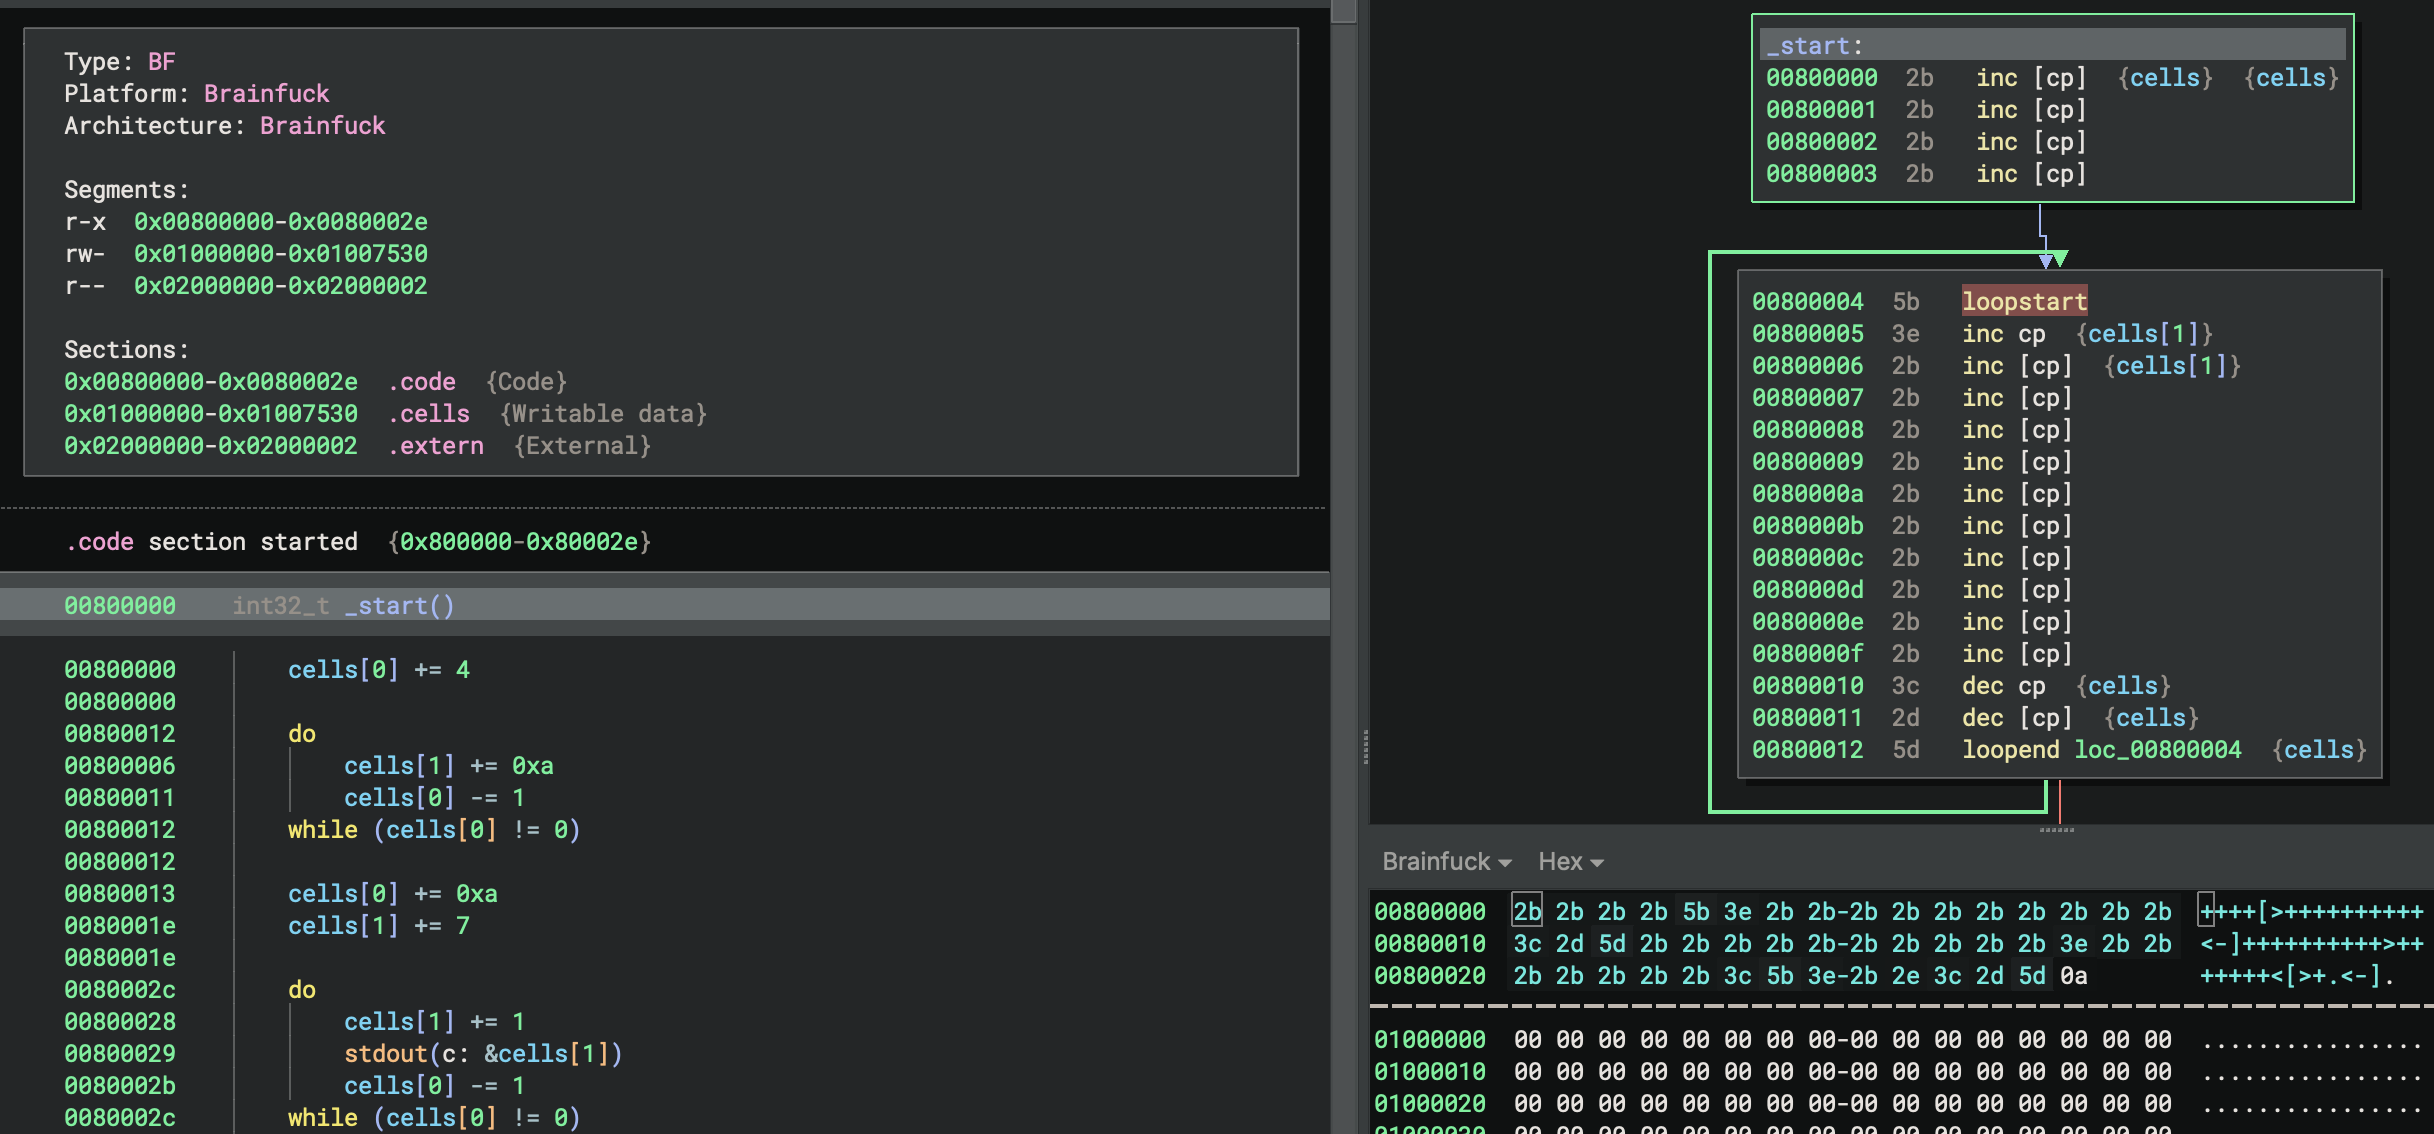 Type: BF
Platform: Brainfuck
Architecture: Brainfuck
Segments:
r-x 0x00800000-0x0080002e
rw- 0x01000000-0x01007530
r-- 0x02000000-0x02000002
Sections:
0x00800000-0x0080002e .code {Code}
0x01000000-0x01007530 .cells {Writable data}
0x02000000-0x02000002 .extern {External}
.code section started {0x800000-0x80002e}
00800000 int32_t _start()
00800000 cells[0] += 4
00800000
00800012 do
00800006 cells[1] += 0xa
00800011 cells[0] -= 1
00800012 while (cells[0] != 0)
00800012
00800013 cells[0] += 0xa
0080001e cells[1] += 7
0080001e
0080002c do
00800028 cells[1] += 1
00800029 stdout(c: &cells[1])
0080002b cells[0] -= 1
0080002c while (cells[0] != 0)
_start:
00800000 2b inc [cp] {cells} {cells}
00800001 2b inc [cp]
00800002 2b inc [cp]
00800003 2b inc [cp]
00800004 5b loopstart
00800005 3e inc cp {cells[1]}
00800006 2b inc [cp] {cells[1]}
00800007 2b inc [cp]
00800008 2b inc [cp]
00800009 2b inc [cp]
0080000a 2b inc [cp]
0080000b 2b inc [cp]
0080000c 2b inc [cp]
0080000d 2b inc [cp]
0080000e 2b inc [cp]
0080000f 2b inc [cp]
00800010 3c dec cp {cells}
00800011 2d dec [cp] {cells}
00800012 5d loopend loc_00800004 {cells}
Brainfuck Hex
00800000 2b 2b 2b 2b 5b 3e 2b 2b-2b 2b 2b 2b 2b 2b 2b 2b ++++[>++++++++++
00800010 3c 2d 5d 2b 2b 2b 2b 2b-2b 2b 2b 2b 2b 3e 2b 2b <-]++++++++++>++
00800020 2b 2b 2b 2b 2b 3c 5b 3e-2b 2e 3c 2d 5d 0a +++++<[>+.<-].
01000000 00 00 00 00 00 00 00 00-00 00 00 00 00 00 00 00 ................
01000010 00 00 00 00 00 00 00 00-00 00 00 00 00 00 00 00 ................
01000020 00 00 00 00 00 00 00 00-00 00 00 00 00 00 00 00 ................